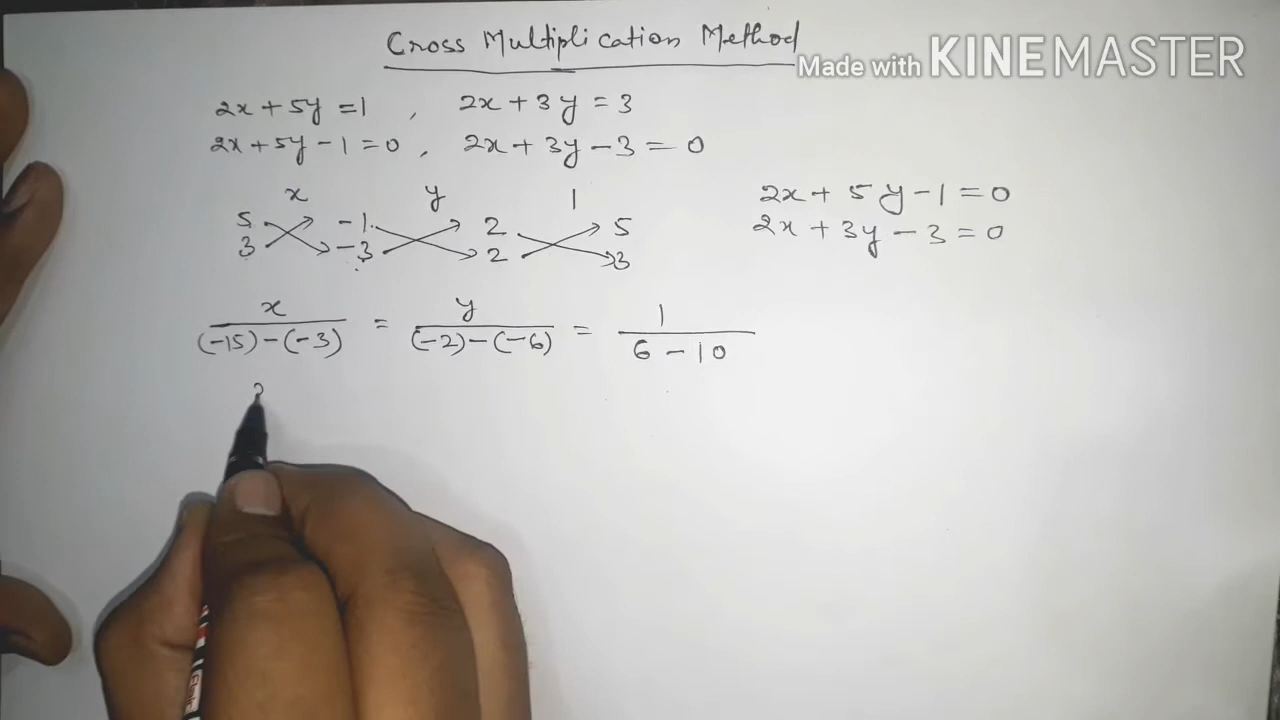 Cross Multiplication Method
Made with KINEMASTER
2x + 5y = 1 , 2x + 3y = 3
2x + 5y - 1 = 0 , 2x + 3y - 3 = 0
x y 1
5 -1 2 5
3 -3 2 3
2x + 5y - 1 = 0
2x + 3y - 3 = 0
x/(-15)-(-3) = y/(-2)-(-6) = 1/6-10